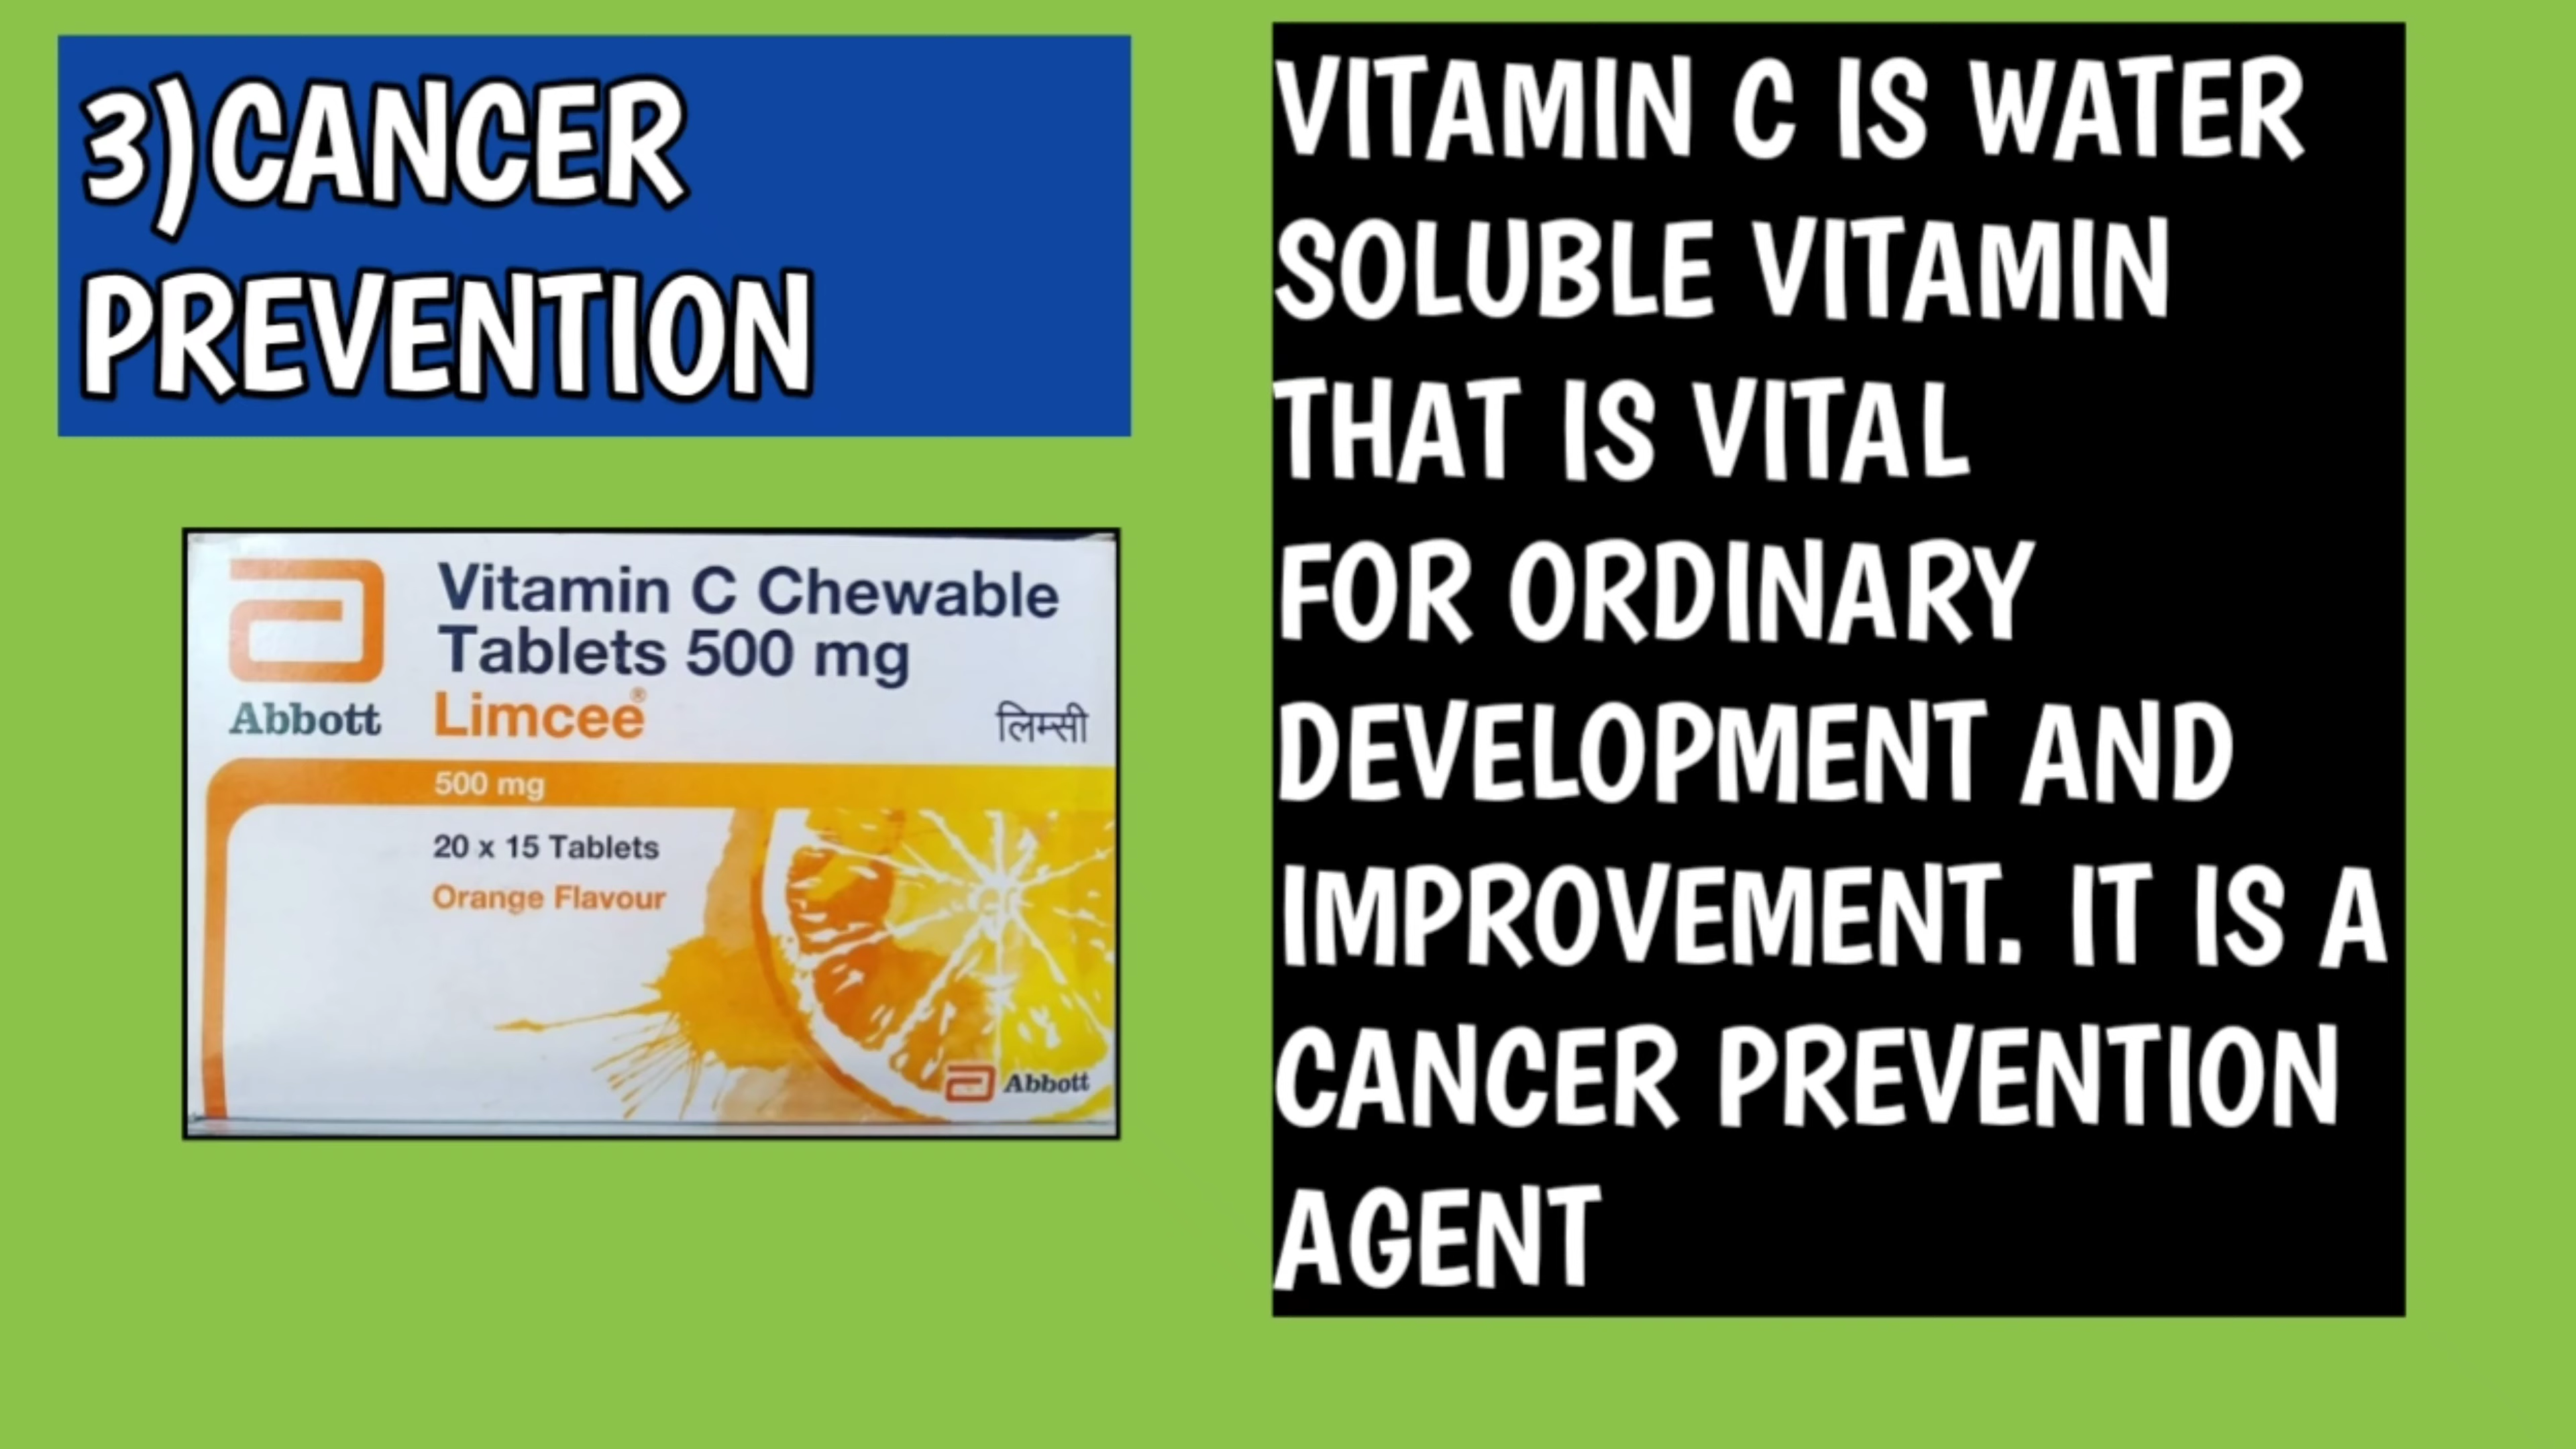 3)CANCER
PREVENTION
Vitamin C Chewable
Tablets 500 mg
Abbott
Limcee®
लिम्सी
500 mg
20 x 15 Tablets
Orange Flavour
Abbott
VITAMIN C IS WATER
SOLUBLE VITAMIN
THAT IS VITAL
FOR ORDINARY
DEVELOPMENT AND
IMPROVEMENT. IT IS A
CANCER PREVENTION
AGENT